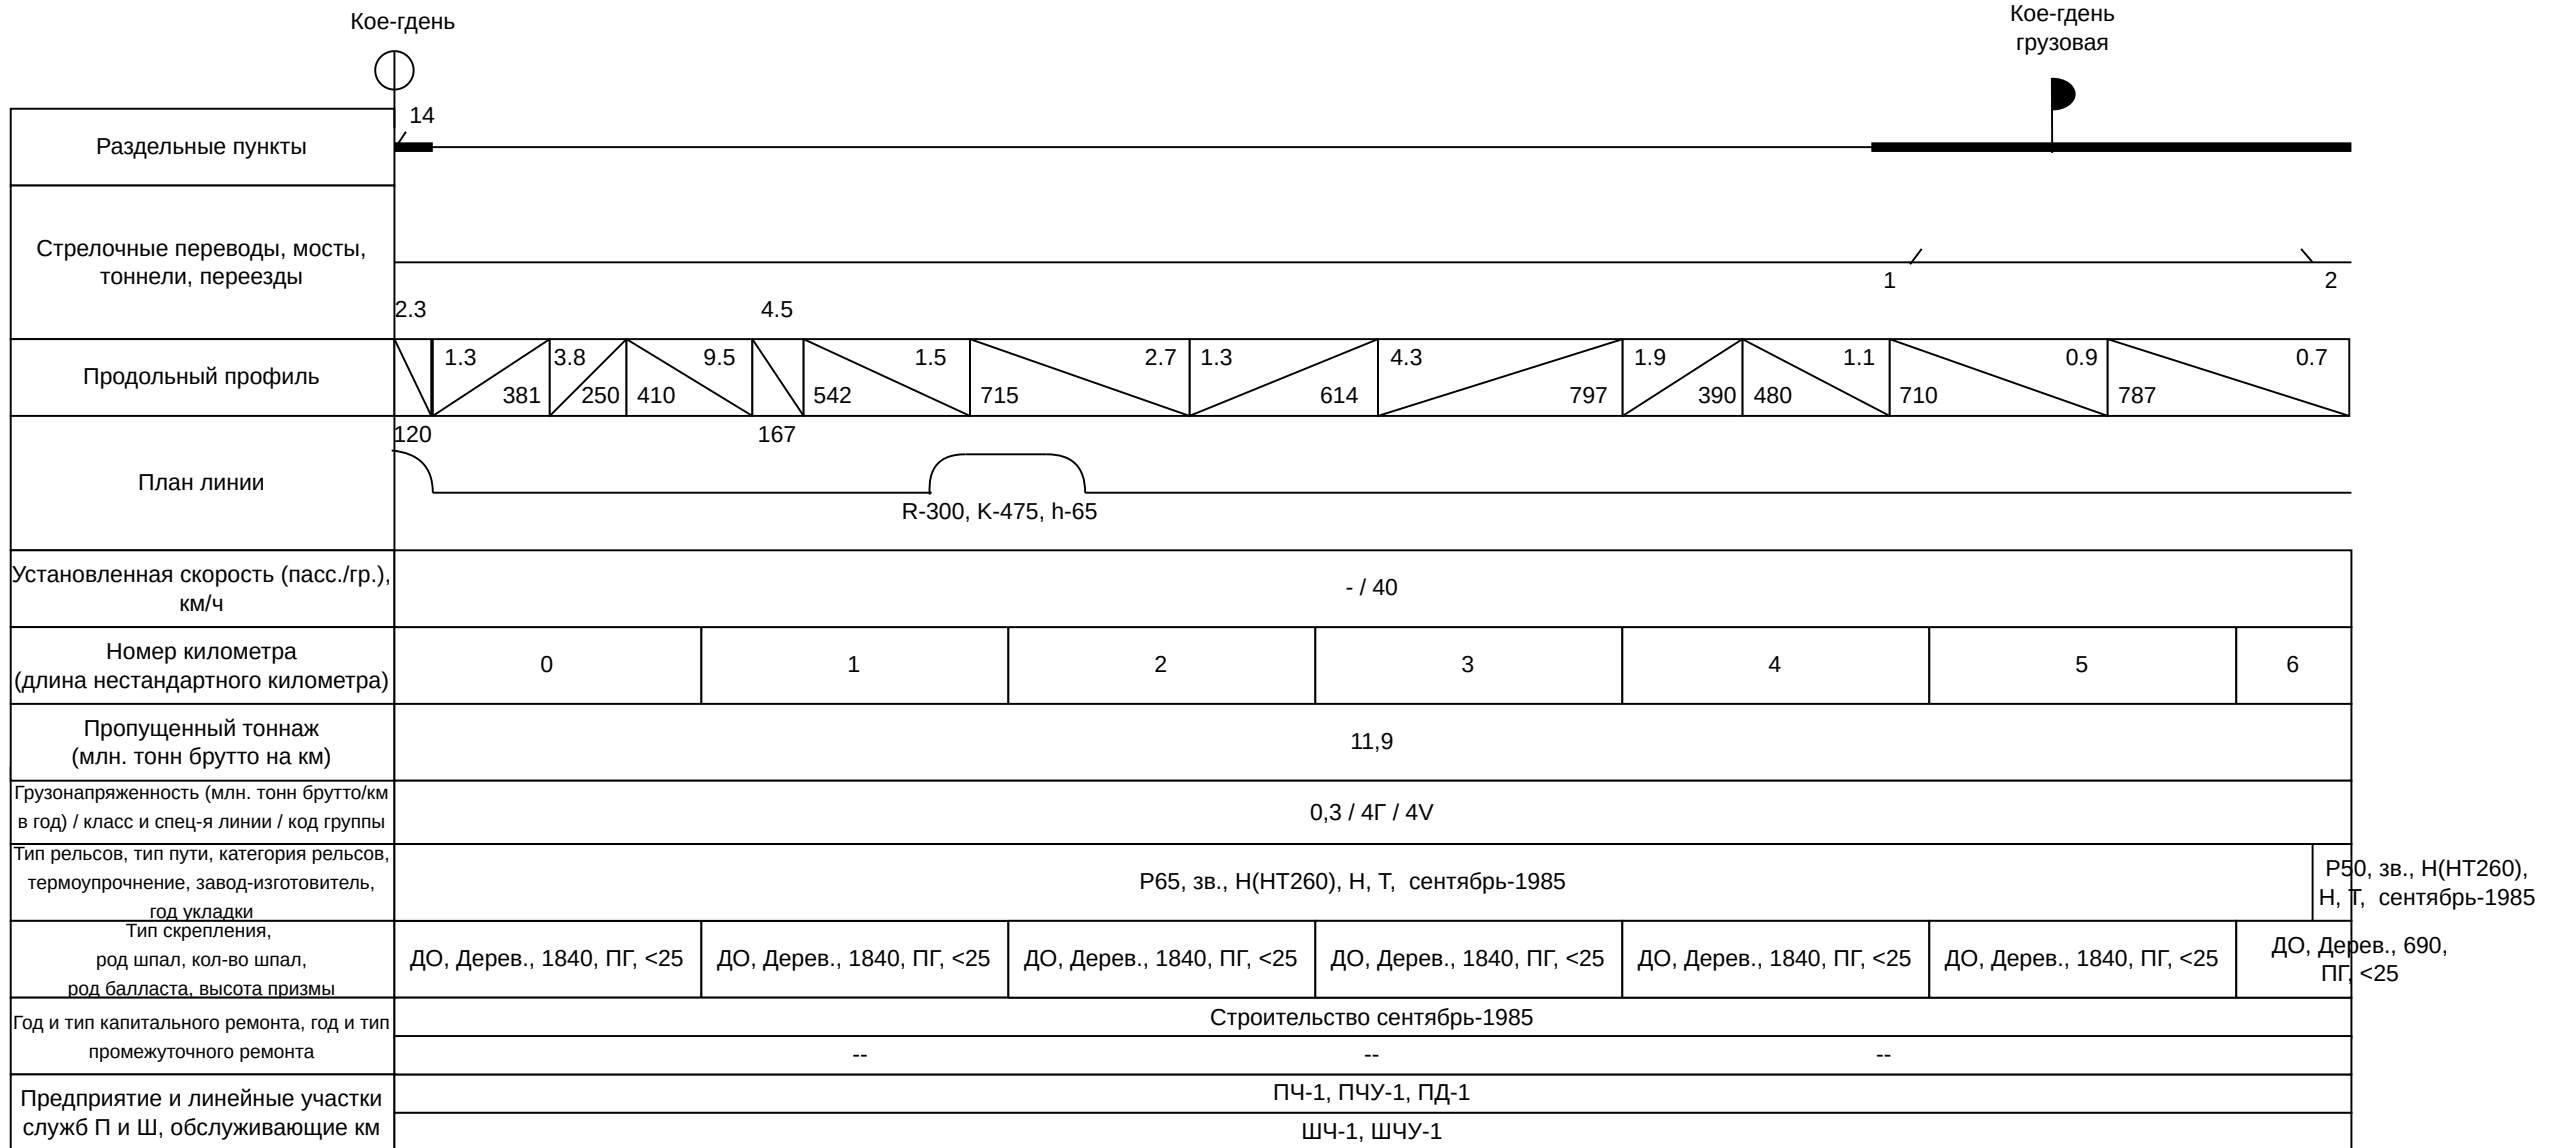 Кое-гдень
Кое-гдень
грузовая
14
Раздельные пункты
Стрелочные переводы, мосты,
тоннели, переезды
1
2
2.3
4.5
Продольный профиль
1.3
3.8
9.5
1.5
2.7
1.3
4.3
1.9
1.1
0.9
0.7
381
250
410
542
715
614
797
390
480
710
787
120
167
План линии
R-300, K-475, h-65
Установленная скорость (пасс./гр.),
км/ч
- / 40
Номер километра
(длина нестандартного километра)
0
1
2
3
4
5
6
Пропущенный тоннаж
(млн. тонн брутто на км)
11,9
Грузонапряженность (млн. тонн брутто/км
в год) / класс и спец-я линии / код группы
0,3 / 4Г / 4V
Тип рельсов, тип пути, категория рельсов,
термоупрочнение, завод-изготовитель,
год укладки
Р65, зв., Н(НТ260), Н, Т, сентябрь-1985
Р50, зв., Н(НТ260),
Н, Т, сентябрь-1985
Тип скрепления,
род шпал, кол-во шпал,
род балласта, высота призмы
ДО, Дерев., 1840, ПГ, <25
ДО, Дерев., 1840, ПГ, <25
ДО, Дерев., 1840, ПГ, <25
ДО, Дерев., 1840, ПГ, <25
ДО, Дерев., 1840, ПГ, <25
ДО, Дерев., 1840, ПГ, <25
ДО, Дерев., 690,
ПГ, <25
Год и тип капитального ремонта, год и тип
промежуточного ремонта
Строительство сентябрь-1985
--
--
--
Предприятие и линейные участки
служб П и Ш, обслуживающие км
ПЧ-1, ПЧУ-1, ПД-1
ШЧ-1, ШЧУ-1